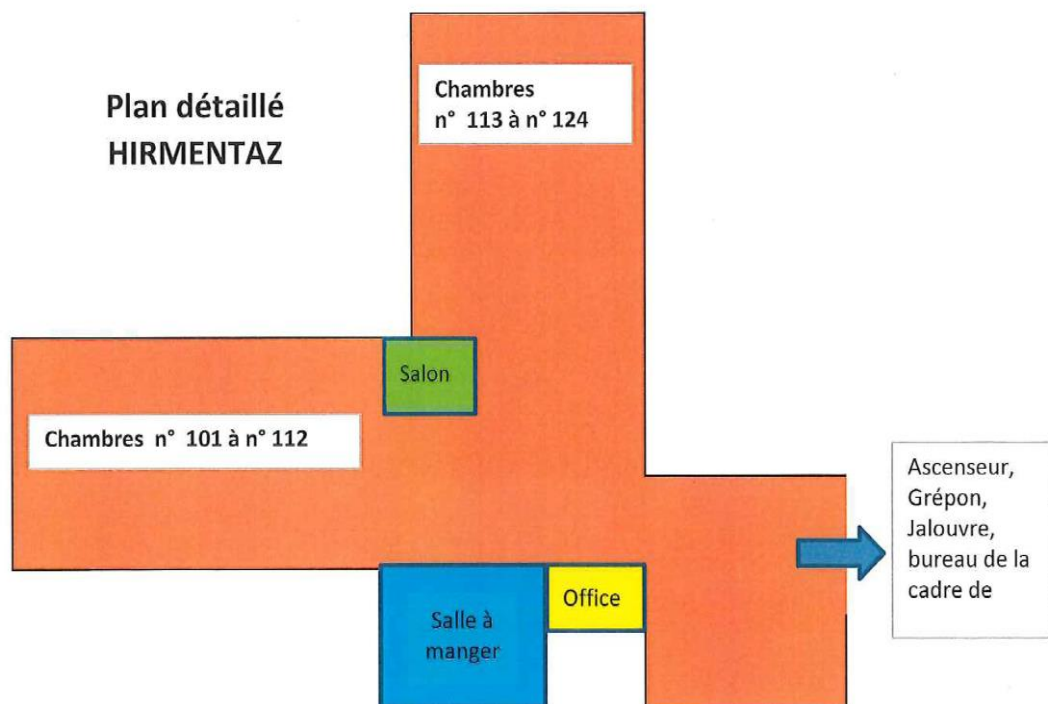 Plan détaillé
HIRMENTAZ
Chambres
n° 113 à n° 124
Salon
Chambres n° 101 à n° 112
Ascenseur,
Grépon,
Jalouvre,
bureau de la
cadre de
Office
Salle à
manger